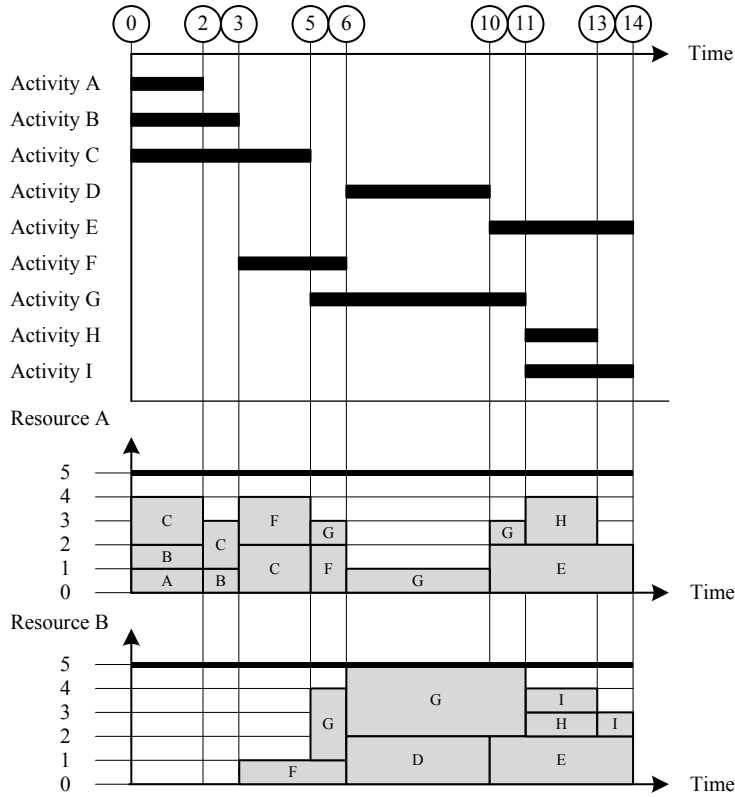 0 2 3 5 6 10 11 13 14
Time
Activity A
Activity B
Activity C
Activity D
Activity E
Activity F
Activity G
Activity H
Activity I
Resource A
5
4
C F H
3
G G
C
2
B
1
A B C F G E
0
Time
Resource B
5
4
G I
3
G H I
2
D E
1
F
0
Time